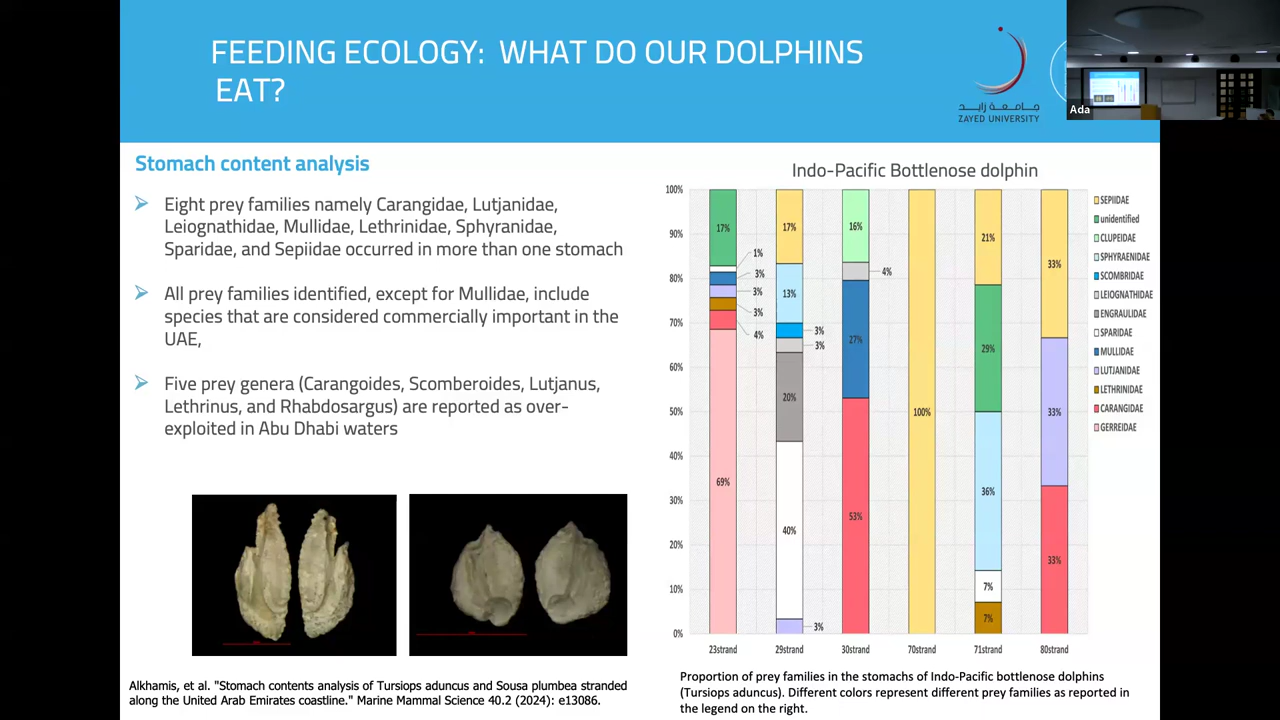 FEEDING ECOLOGY: WHAT DO OUR DOLPHINS
EAT?
جامعة زايد
ZAYED UNIVERSITY
Ada
Stomach content analysis
Eight prey families namely Carangidae, Lutjanidae,
Leiognathidae, Mullidae, Lethrinidae, Sphyranidae,
Sparidae, and Sepiidae occurred in more than one stomach
All prey families identified, except for Mullidae, include
species that are considered commercially important in the
UAE,
Five prey genera (Carangoides, Scomberoides, Lutjanus,
Lethrinus, and Rhabdosargus) are reported as over-
exploited in Abu Dhabi waters
Alkhamis, et al. "Stomach contents analysis of Tursiops aduncus and Sousa plumbea stranded
along the United Arab Emirates coastline." Marine Mammal Science 40.2 (2024): e13086.
Indo-Pacific Bottlenose dolphin
100%
90%
80%
70%
60%
50%
40%
30%
20%
10%
0%
17%
1%
3%
3%
3%
4%
69%
17%
13%
3%
3%
20%
40%
3%
16%
4%
27%
53%
100%
21%
29%
36%
7%
7%
33%
33%
33%
23strand
29strand
30strand
70strand
71strand
80strand
SEPIIDAE
unidentified
CLUPEIDAE
SPHYRAENIDAE
SCOMBRIDAE
LEIOGNATHIDAE
ENGRAULIDAE
SPARIDAE
MULLIDAE
LUTJANIDAE
LETHRINIDAE
CARANGIDAE
GERREIDAE
Proportion of prey families in the stomachs of Indo-Pacific bottlenose dolphins
(Tursiops aduncus). Different colors represent different prey families as reported in
the legend on the right.